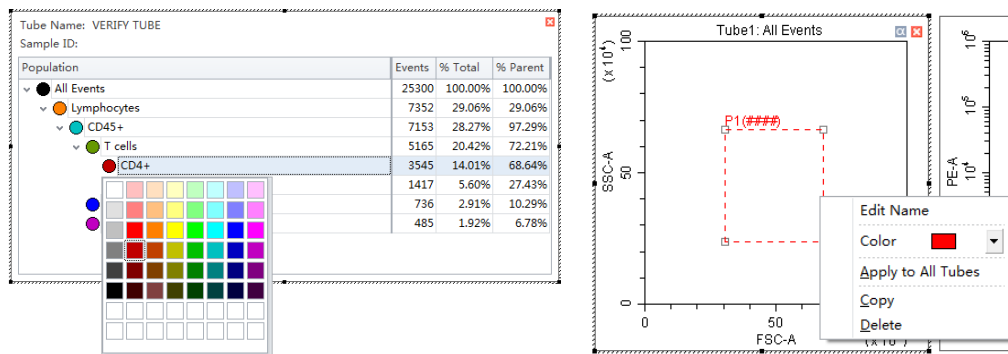 Tube Name: VERIFY TUBE
Sample ID:
Population Events % Total % Parent
All Events 25300 100.00% 100.00%
Lymphocytes 7352 29.06% 29.06%
CD45+ 7153 28.27% 97.29%
T cells 5165 20.42% 72.21%
CD4+ 3545 14.01% 68.64%
1417 5.60% 27.43%
736 2.91% 10.29%
485 1.92% 6.78%
Tube1: All Events
α
(x 10⁴)
100
P1(####)
SSC-A
50
0
0 50
FSC-A
Edit Name
Color
Apply to All Tubes
Copy
Delete
10⁶
10⁵
PE-A
10⁴